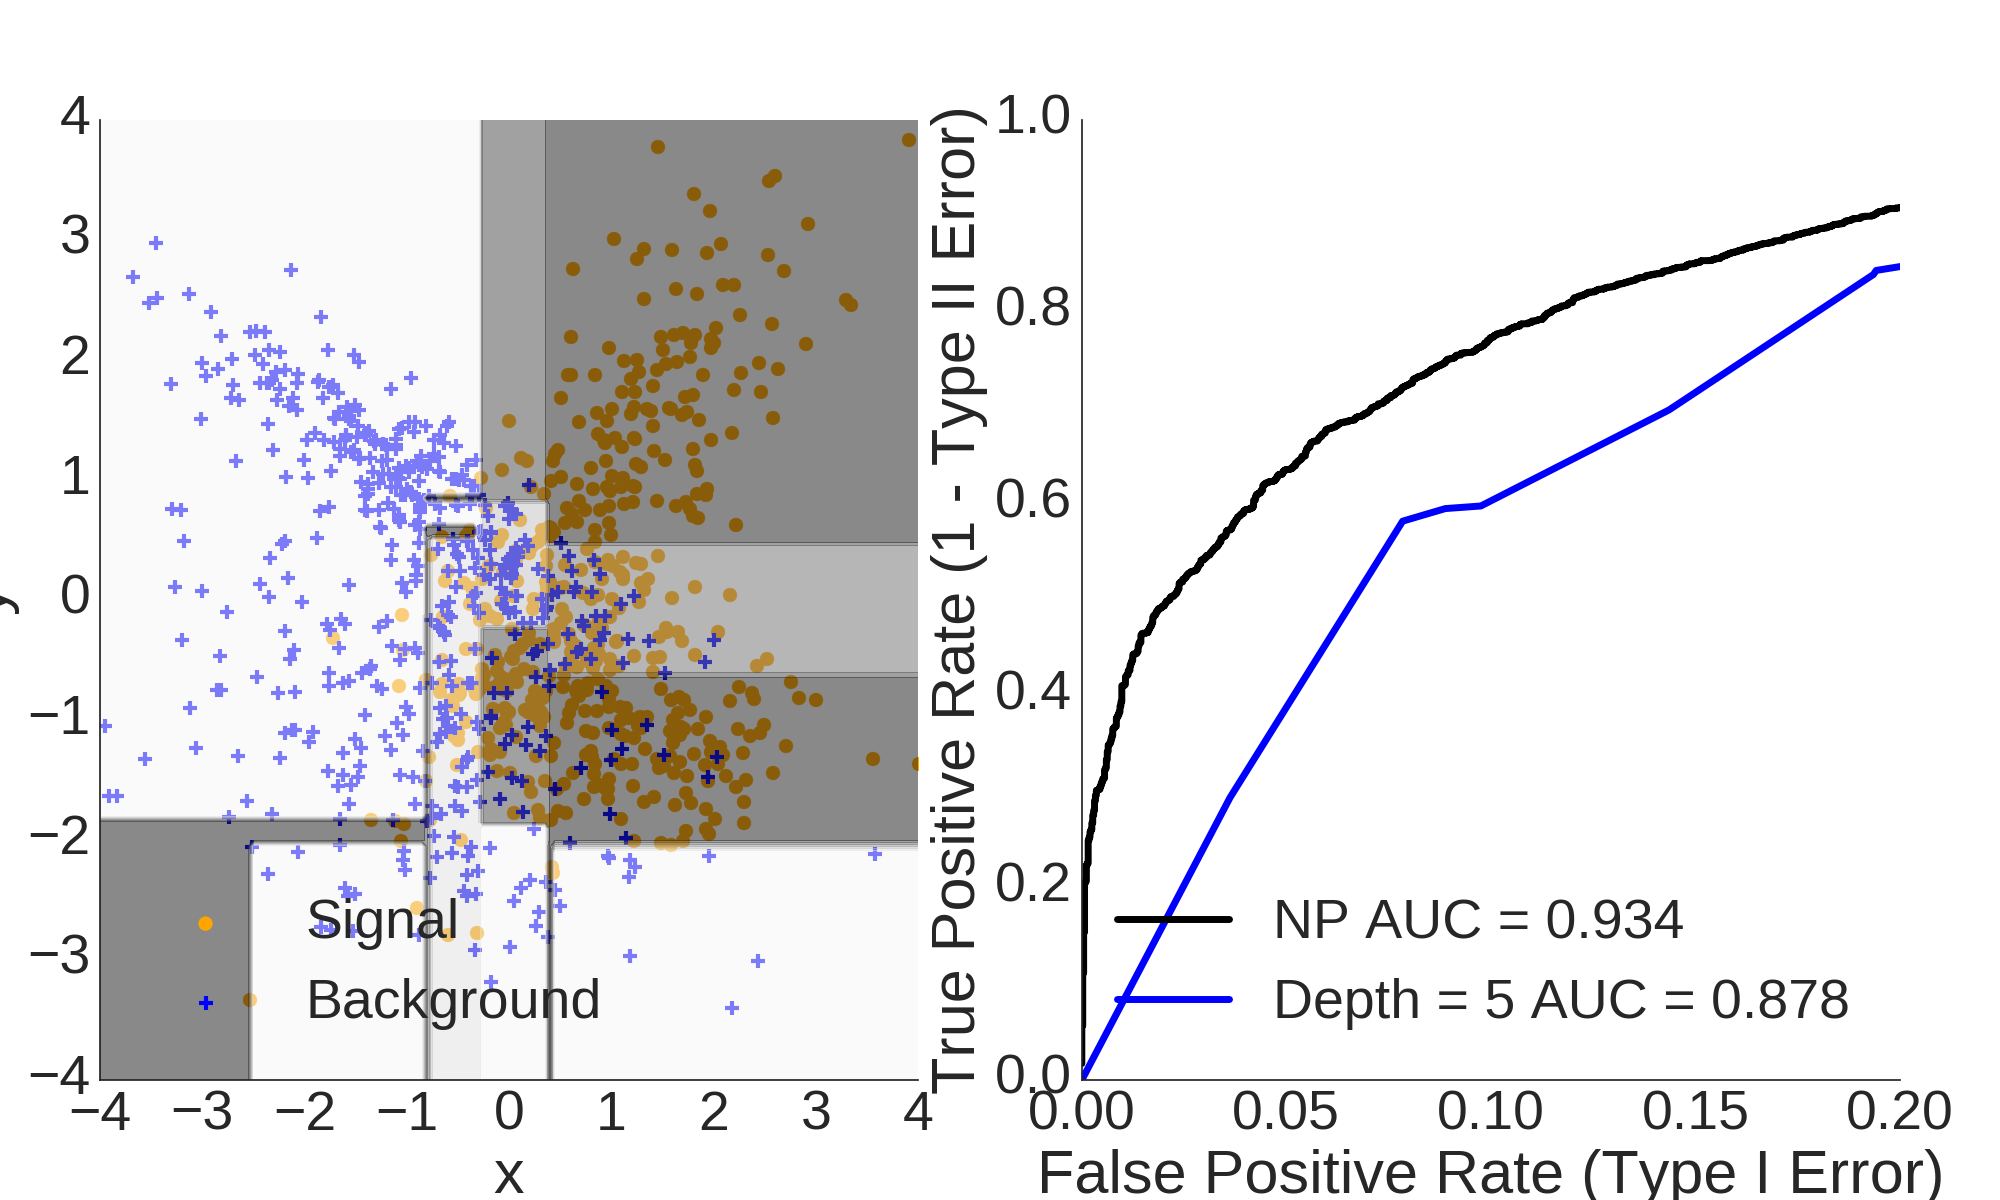 4
3
2
1
0
−1
−2
−3
−4
−4 −3 −2 −1 0 1 2 3 4
x
y
Signal
Background
True Positive Rate (1 - Type II Error)
1.0
0.8
0.6
0.4
0.2
0.0
0.00 0.05 0.10 0.15 0.20
False Positive Rate (Type I Error)
NP AUC = 0.934
Depth = 5 AUC = 0.878